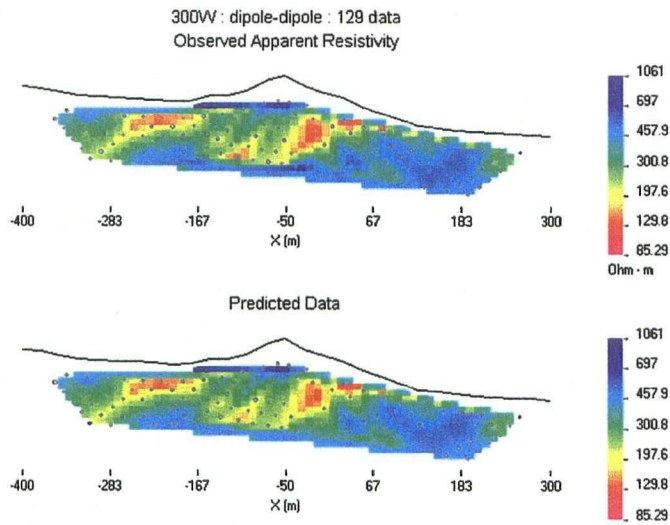 300W : dipole-dipole : 129 data
Observed Apparent Resistivity
1061
697
457.9
300.8
197.6
129.8
85.29
Ohm - m
-400 -283 -167 -50 67 183 300
X (m)
Predicted Data
1061
697
457.9
300.8
197.6
129.8
85.29
-400 -283 -167 -50 67 183 300
X (m)